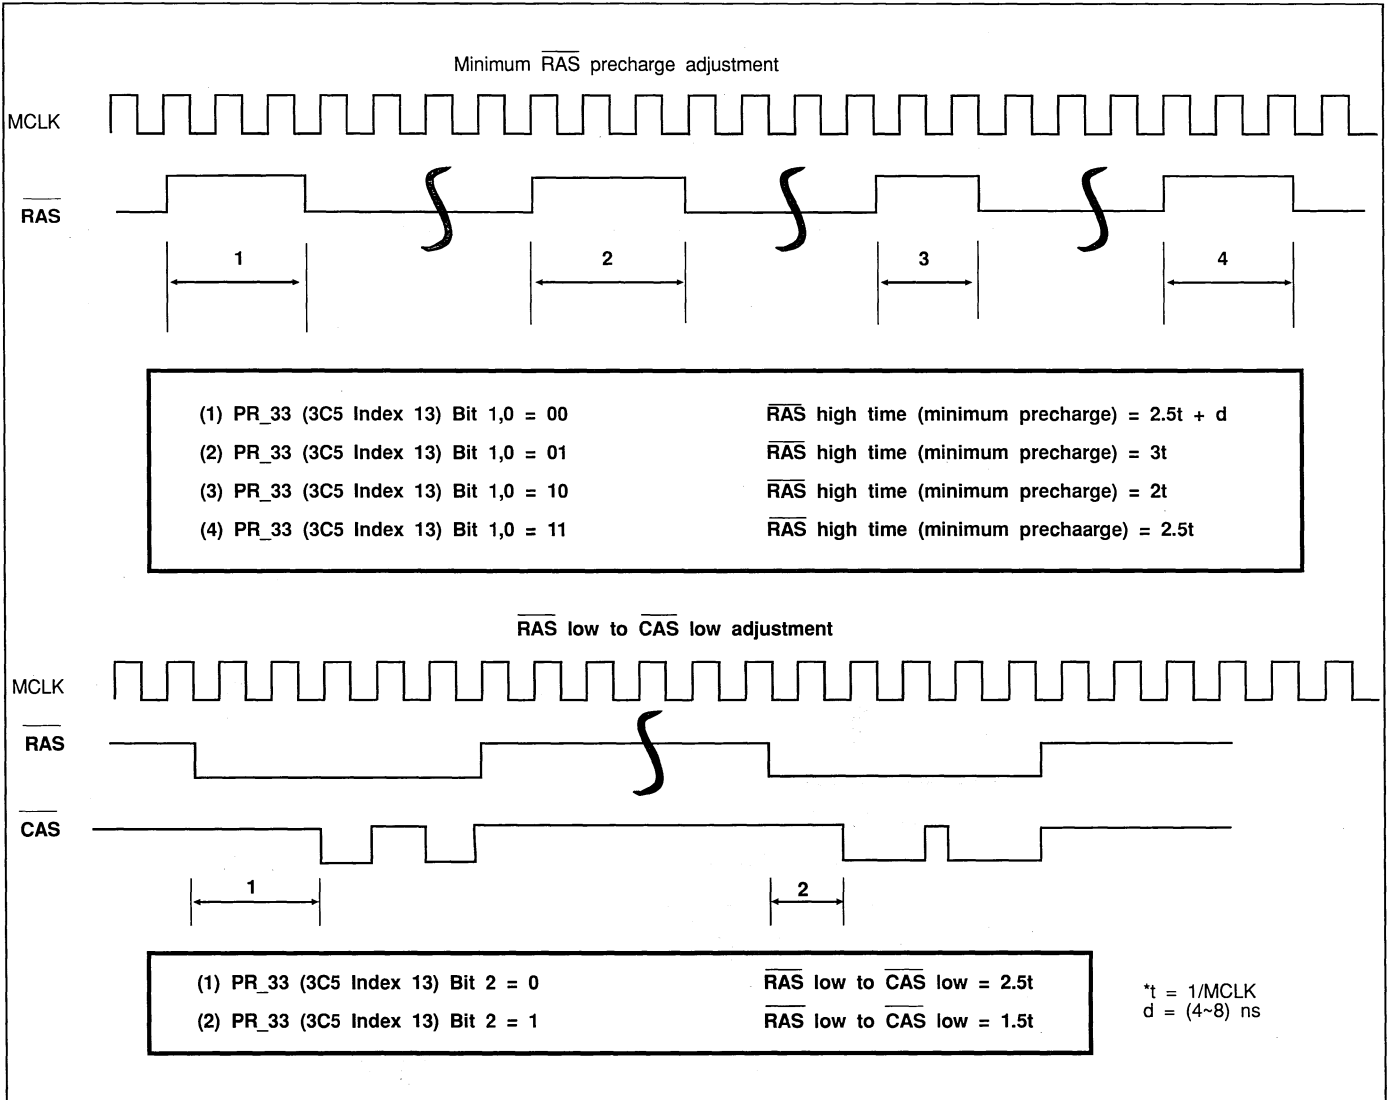 Minimum RAS precharge adjustment
MCLK
RAS
1 2 3 4
(1) PR_33 (3C5 Index 13) Bit 1,0 = 00 RAS high time (minimum precharge) = 2.5t + d
(2) PR_33 (3C5 Index 13) Bit 1,0 = 01 RAS high time (minimum precharge) = 3t
(3) PR_33 (3C5 Index 13) Bit 1,0 = 10 RAS high time (minimum precharge) = 2t
(4) PR_33 (3C5 Index 13) Bit 1,0 = 11 RAS high time (minimum prechaarge) = 2.5t
RAS low to CAS low adjustment
MCLK
RAS
CAS
1 2
(1) PR_33 (3C5 Index 13) Bit 2 = 0 RAS low to CAS low = 2.5t
(2) PR_33 (3C5 Index 13) Bit 2 = 1 RAS low to CAS low = 1.5t
*t = 1/MCLK
d = (4~8) ns